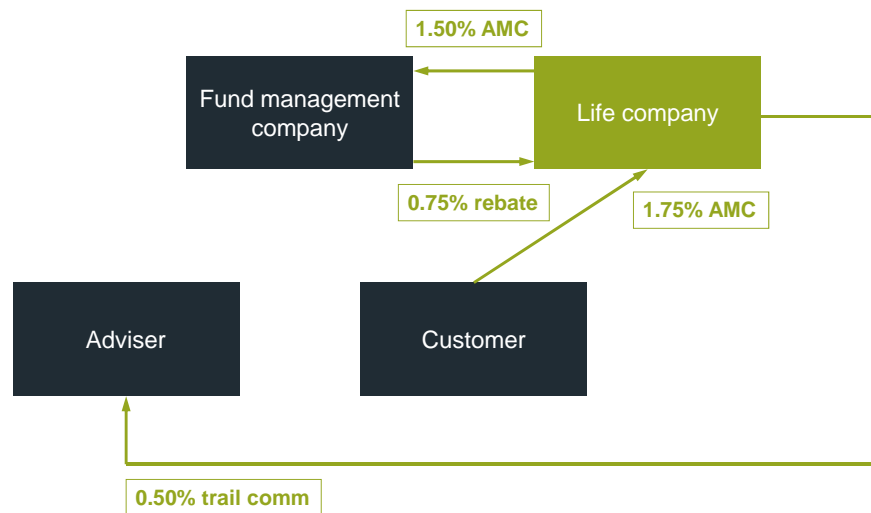 1.50% AMC
Fund management
company
Life company
0.75% rebate
1.75% AMC
Adviser
Customer
0.50% trail comm